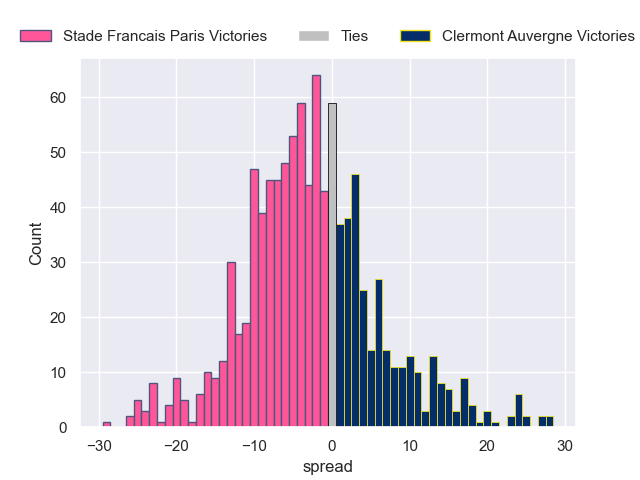 Stade Francais Paris Victories Ties Clermont Auvergne Victories
60
50
40
30
20
10
0
Count
−30 −20 −10 0 10 20 30
spread